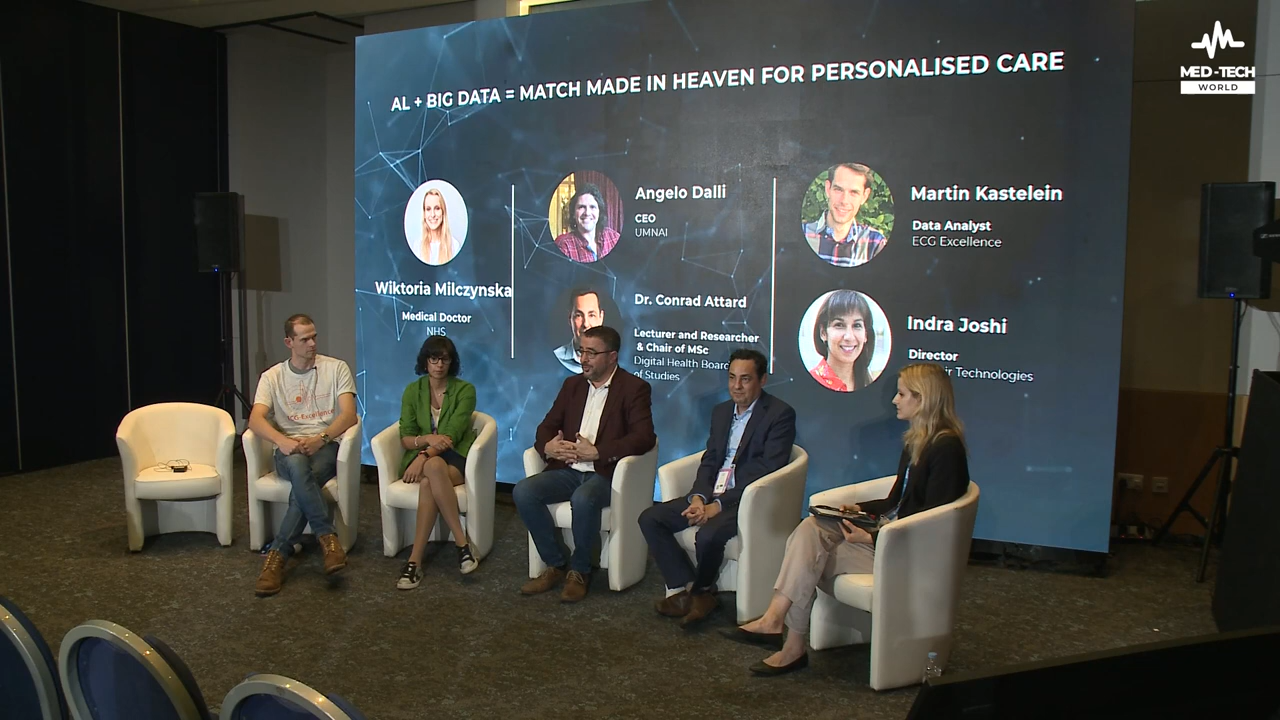 AL + BIG DATA = MATCH MADE IN HEAVEN FOR PERSONALISED CARE
MED-TECH
WORLD
Wiktoria Milczynska
Medical Doctor
NHS
Angelo Dalli
CEO
UMNAI
Dr. Conrad Attard
Lecturer and Researcher
& Chair of MSc
Digital Health Board
of Studies
Martin Kastelein
Data Analyst
ECG Excellence
Indra Joshi
Director
Technologies
ECG Excellence